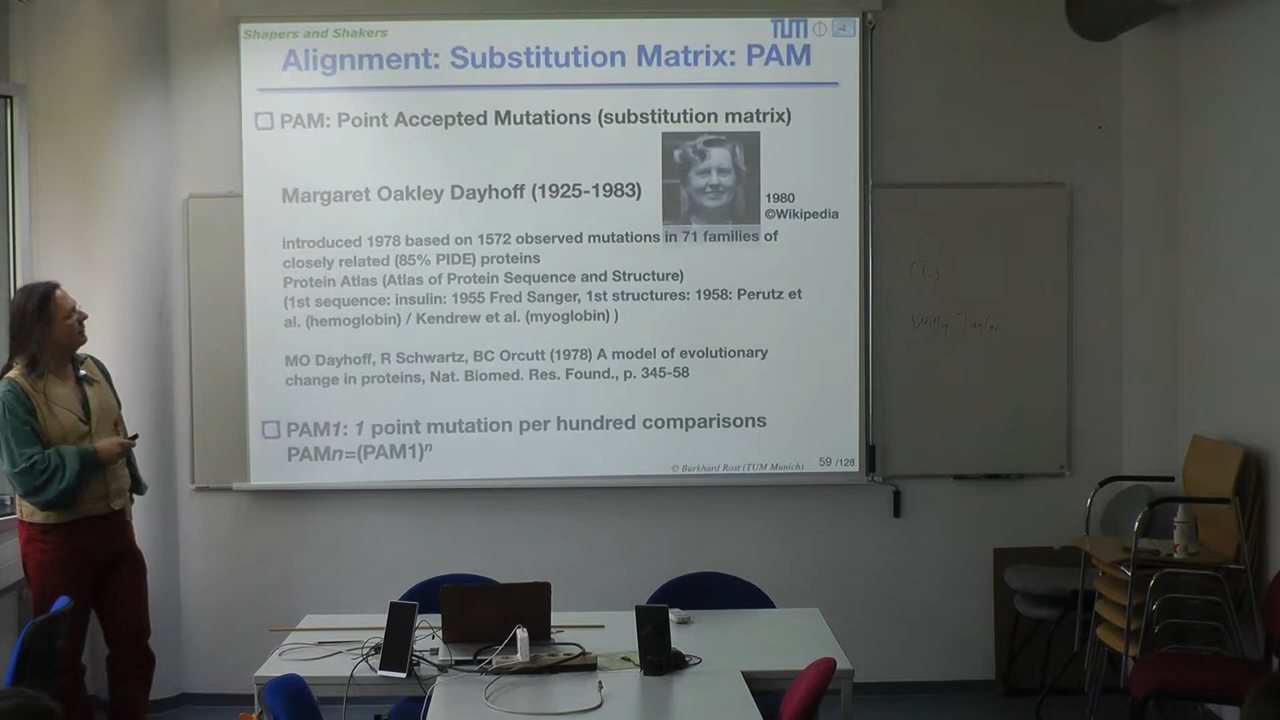 Shapers and Shakers
TUM
Alignment: Substitution Matrix: PAM
PAM: Point Accepted Mutations (substitution matrix)
Margaret Oakley Dayhoff (1925-1983)
1980
©Wikipedia
introduced 1978 based on 1572 observed mutations in 71 families of
closely related (85% PIDE) proteins
Protein Atlas (Atlas of Protein Sequence and Structure)
(1st sequence: insulin: 1955 Fred Sanger, 1st structures: 1958: Perutz et
al. (hemoglobin) / Kendrew et al. (myoglobin) )
MO Dayhoff, R Schwartz, BC Orcutt (1978) A model of evolutionary
change in proteins, Nat. Biomed. Res. Found., p. 345-58
PAM1: 1 point mutation per hundred comparisons
PAMn=(PAM1)ⁿ
© Burkhard Rost (TUM Munich)
59 /128
Willy Taylor